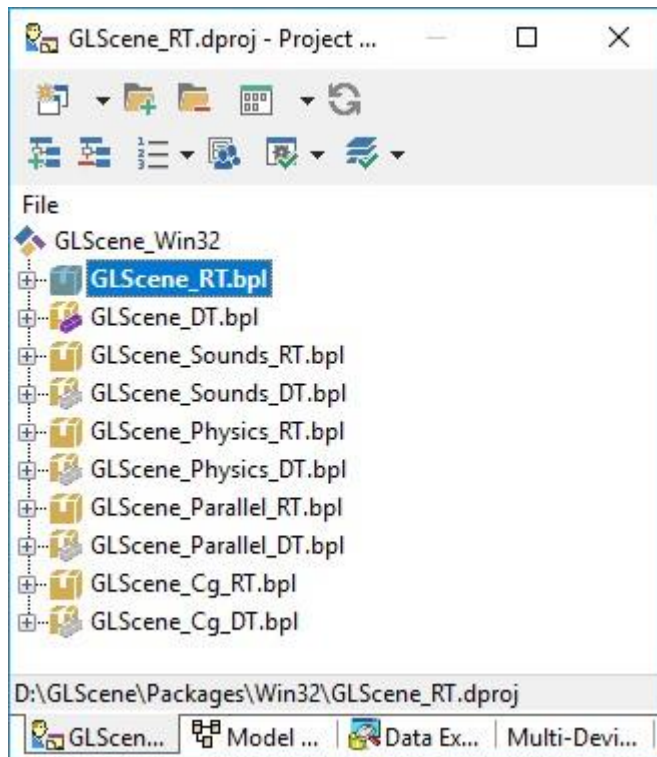 GLScene_RT.dproj - Project ...
File
GLScene_Win32
GLScene_RT.bpl
GLScene_DT.bpl
GLScene_Sounds_RT.bpl
GLScene_Sounds_DT.bpl
GLScene_Physics_RT.bpl
GLScene_Physics_DT.bpl
GLScene_Parallel_RT.bpl
GLScene_Parallel_DT.bpl
GLScene_Cg_RT.bpl
GLScene_Cg_DT.bpl
D:\GLScene\Packages\Win32\GLScene_RT.dproj
GLScen... Model ... Data Ex... Multi-Devi...